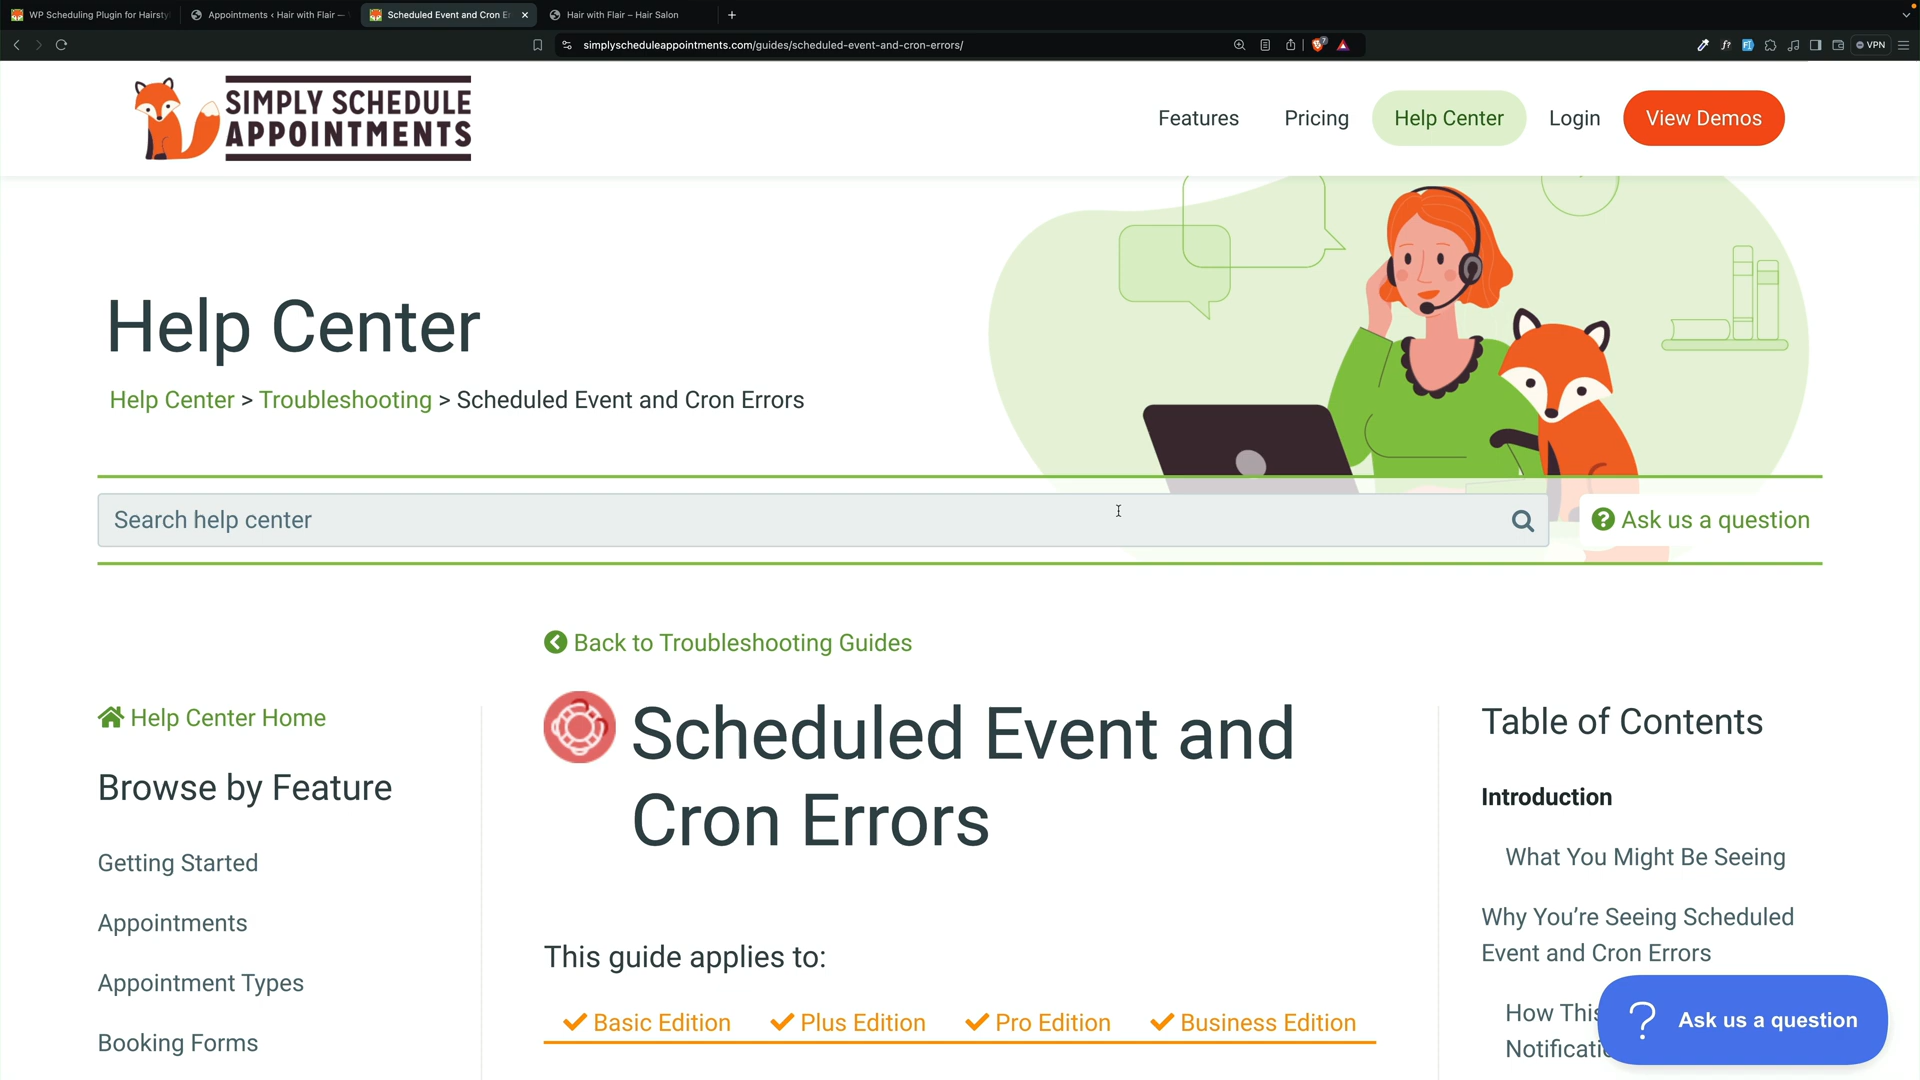 WP Scheduling Plugin for Hairsty
Appointments ‹ Hair with Flair —
Scheduled Event and Cron E
Hair with Flair – Hair Salon
simplyscheduleappointments.com/guides/scheduled-event-and-cron-errors/
VPN
SIMPLY SCHEDULE
APPOINTMENTS
Features
Pricing
Help Center
Login
View Demos
Help Center
Help Center > Troubleshooting > Scheduled Event and Cron Errors
Search help center
Ask us a question
Back to Troubleshooting Guides
Help Center Home
Browse by Feature
Getting Started
Appointments
Appointment Types
Booking Forms
Scheduled Event and
Cron Errors
This guide applies to:
Basic Edition
Plus Edition
Pro Edition
Business Edition
Table of Contents
Introduction
What You Might Be Seeing
Why You're Seeing Scheduled
Event and Cron Errors
How This
Notificati
Ask us a question